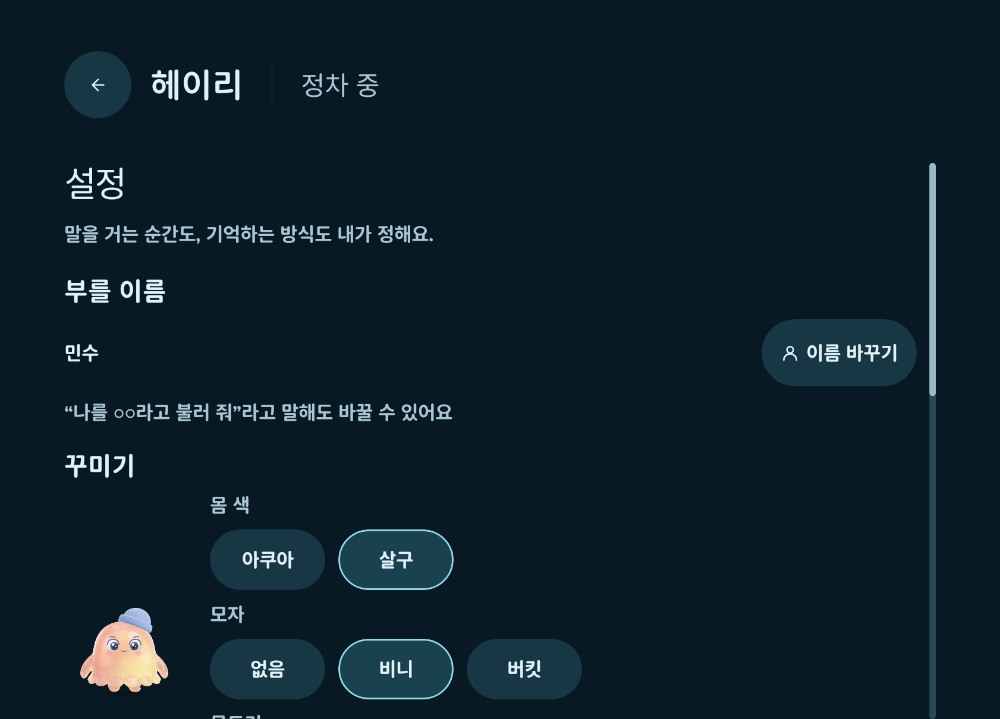 헤이리
정차 중
설정
말을 거는 순간도, 기억하는 방식도 내가 정해요.
부를 이름
민수
이름 바꾸기
“나를 ○○라고 불러 줘”라고 말해도 바꿀 수 있어요
꾸미기
몸 색
아쿠아
살구
모자
없음
비니
버킷